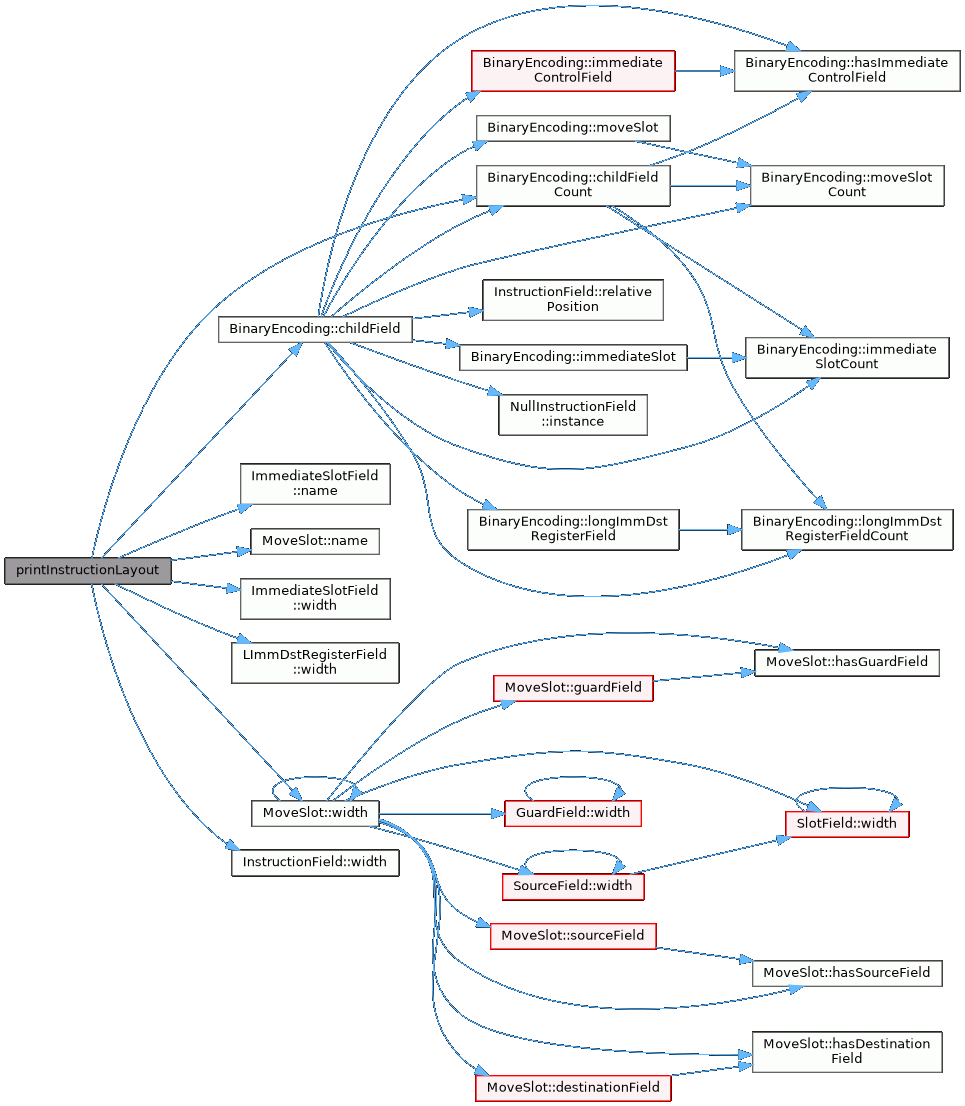 BinaryEncoding::immediate
ControlField
BinaryEncoding::hasImmediate
ControlField
BinaryEncoding::moveSlot
BinaryEncoding::childField
Count
BinaryEncoding::moveSlot
Count
InstructionField::relative
Position
BinaryEncoding::childField
BinaryEncoding::immediateSlot
BinaryEncoding::immediate
SlotCount
NullInstructionField
::instance
ImmediateSlotField
::name
BinaryEncoding::longImmDst
RegisterField
BinaryEncoding::longImmDst
RegisterFieldCount
MoveSlot::name
printInstructionLayout
ImmediateSlotField
::width
LImmDstRegisterField
::width
MoveSlot::hasGuardField
MoveSlot::guardField
MoveSlot::width
GuardField::width
SlotField::width
InstructionField::width
SourceField::width
MoveSlot::sourceField
MoveSlot::hasSourceField
MoveSlot::hasDestination
Field
MoveSlot::destinationField